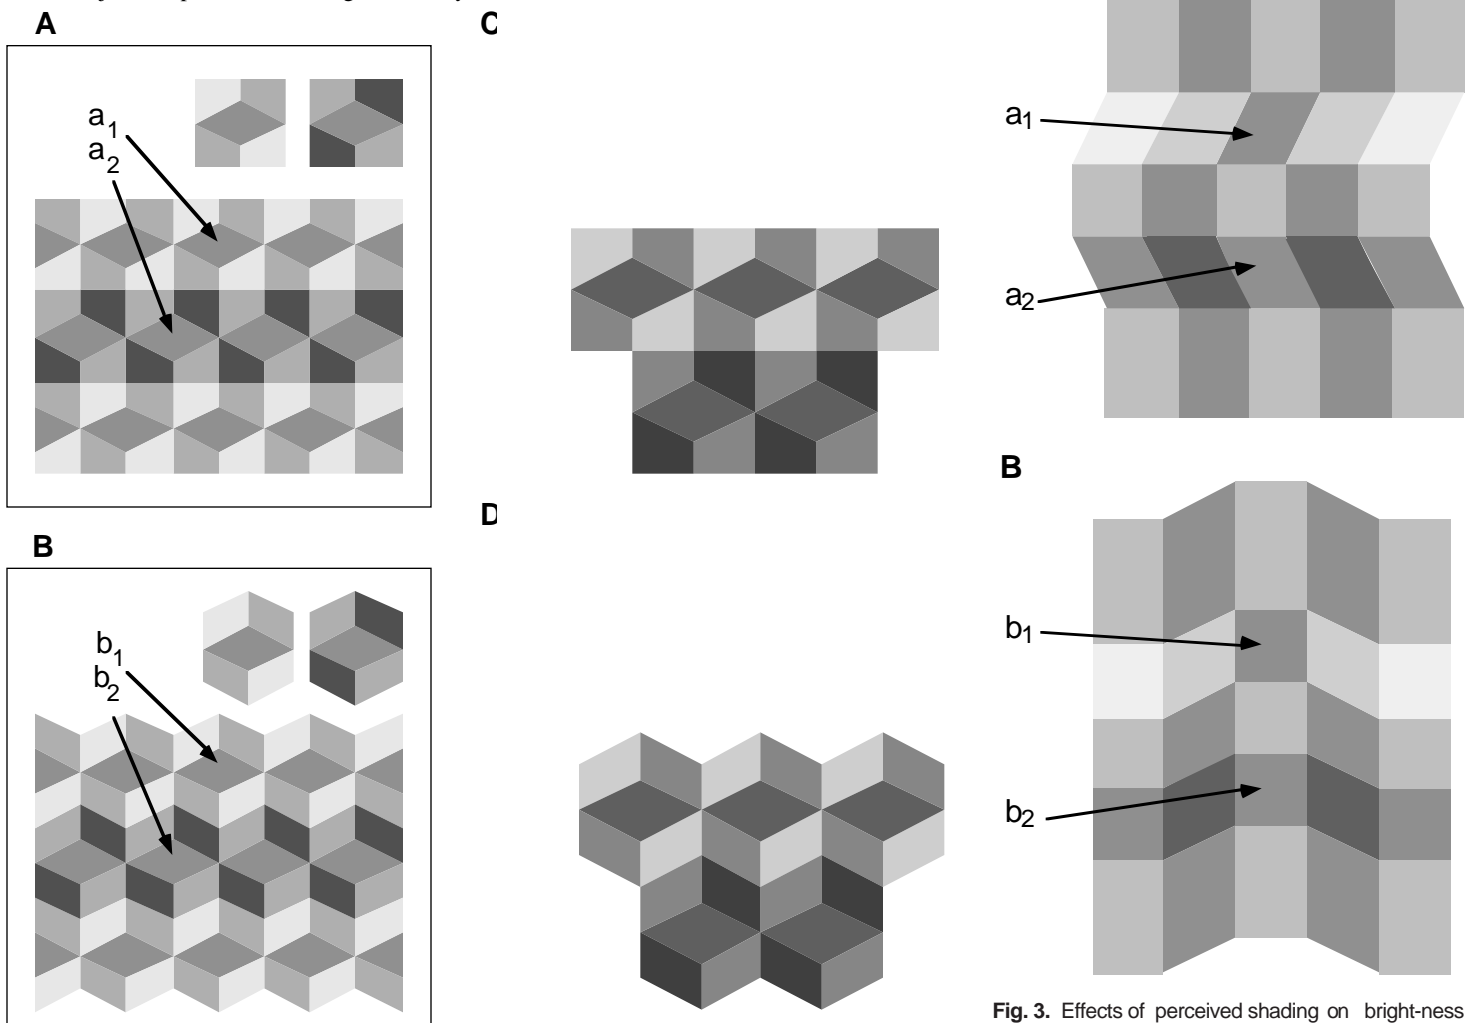 A
C
a1
a2
a1
a2
B
D
B
b1
b2
b1
b2
Fig. 3. Effects of perceived shading on bright-ness